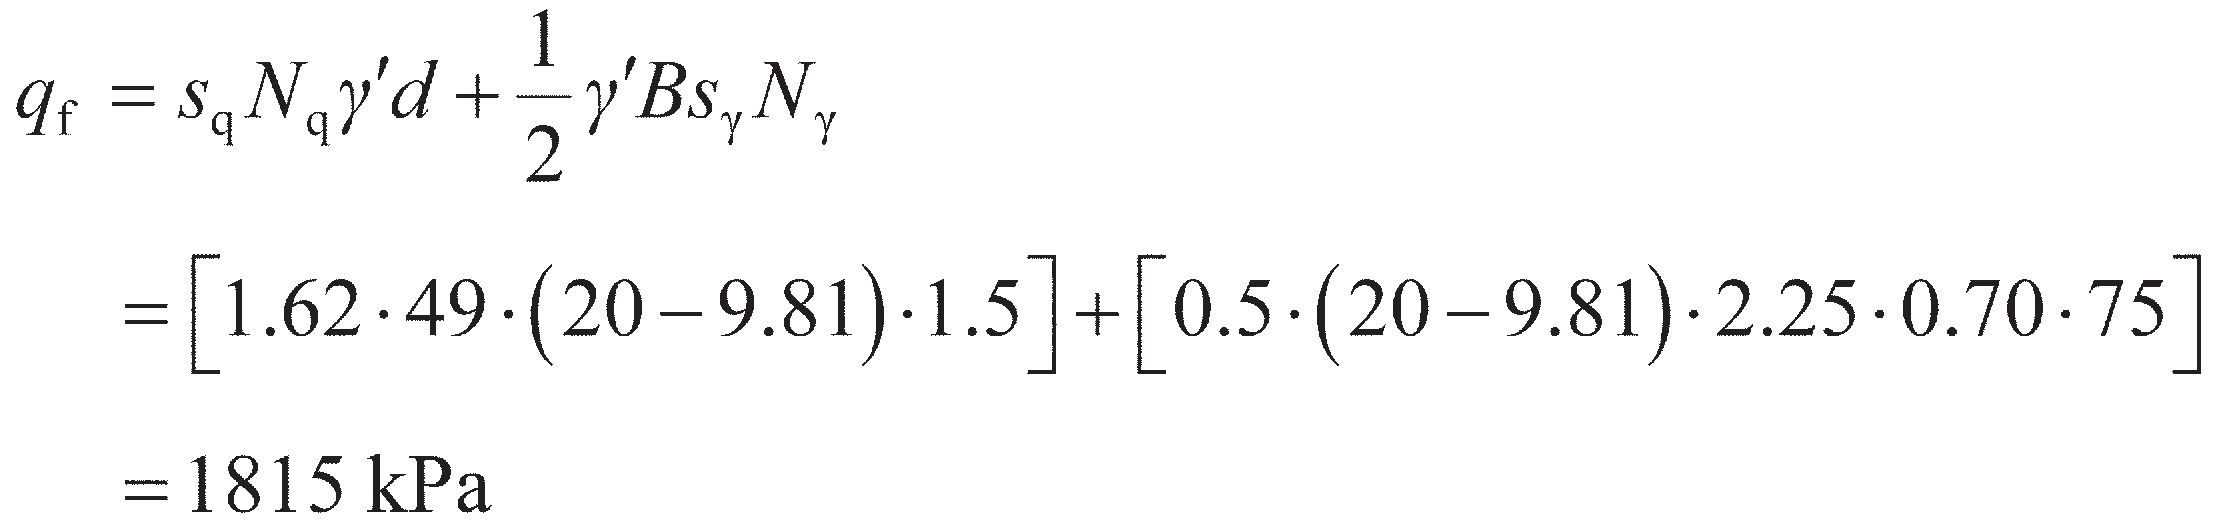 q_f = s_q N_q γ′d + \frac{1}{2} γ′B s_γ N_γ
= [1.62 · 49 · (20 − 9.81) · 1.5] + [0.5 · (20 − 9.81) · 2.25 · 0.70 · 75]
= 1815 kPa